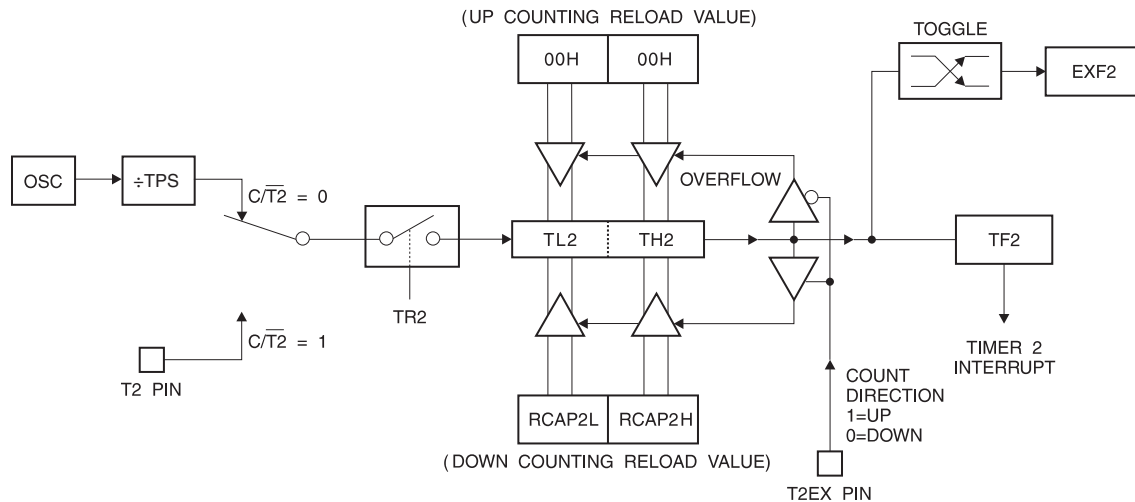 (UP COUNTING RELOAD VALUE)
00H
00H
TOGGLE
EXF2
OSC
÷TPS
C/T2̅ = 0
OVERFLOW
TL2
TH2
TF2
TR2
C/T2̅ = 1
T2 PIN
TIMER 2
INTERRUPT
COUNT
DIRECTION
1=UP
0=DOWN
RCAP2L
RCAP2H
(DOWN COUNTING RELOAD VALUE)
T2EX PIN